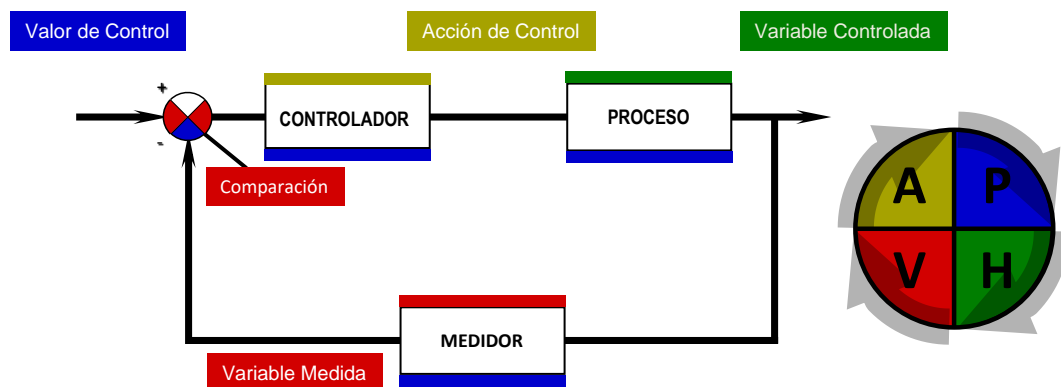 Valor de Control
Acción de Control
Variable Controlada
+
-
CONTROLADOR
PROCESO
Comparación
A
P
V
H
MEDIDOR
Variable Medida